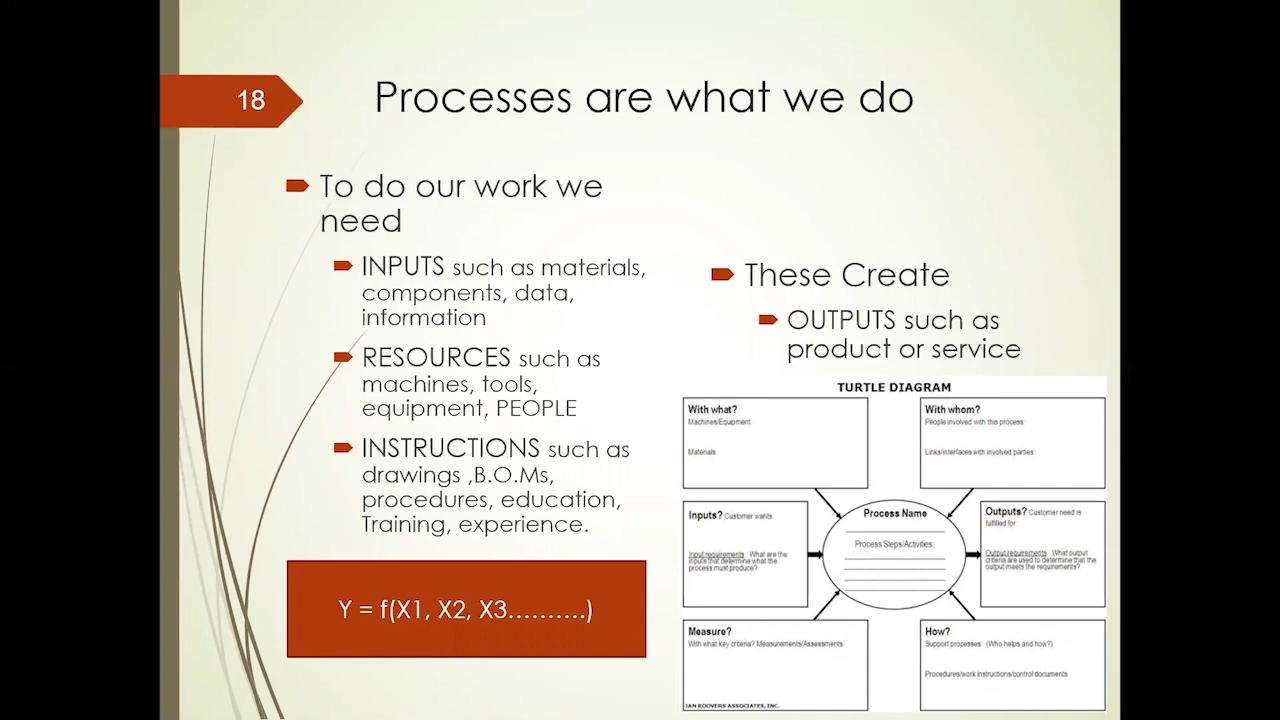 18
Processes are what we do
To do our work we
need
INPUTS such as materials,
components, data,
information
RESOURCES such as
machines, tools,
equipment, PEOPLE
INSTRUCTIONS such as
drawings ,B.O.Ms,
procedures, education,
Training, experience.
Y = f(X1, X2, X3……….)
These Create
OUTPUTS such as
product or service
TURTLE DIAGRAM
With what?
Machines/Equipment:
Materials
With whom?
People involved with this process:
Links/interfaces with involved parties
Inputs? Customer wants
Input requirements What are the
inputs that determine what the
process must produce?
Process Name
Process Steps/Activities:
Outputs? Customer need is
fulfilled for:
Output requirements What output
criteria are used to determine that the
output meets the requirements?
Measure?
With what key criteria? Measurements/Assessments
JAN ROOVERS ASSOCIATES, INC.
How?
Support processes (Who helps and how?)
Procedures/work instructions/control documents